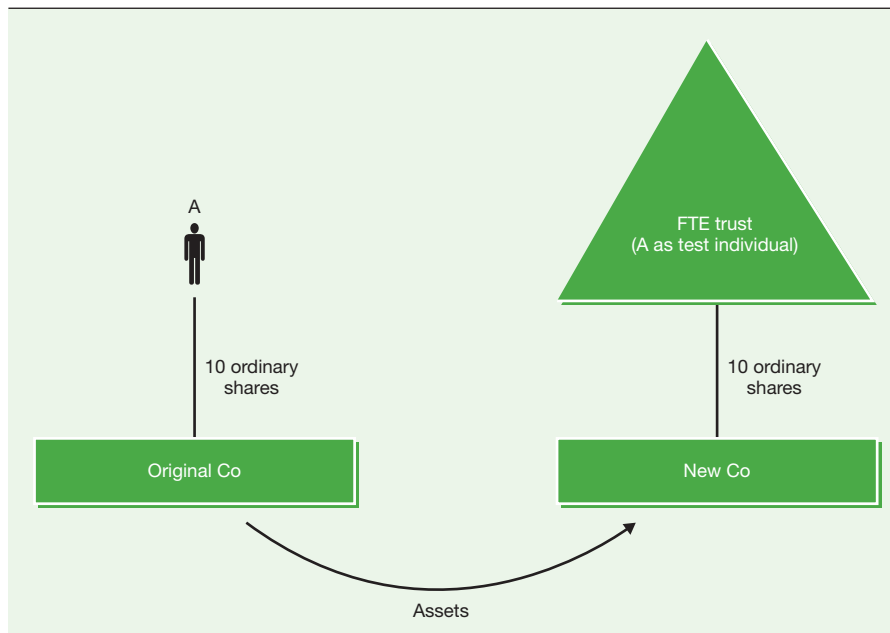 A
FTE trust
(A as test individual)
10 ordinary
shares
10 ordinary
shares
Original Co
New Co
Assets